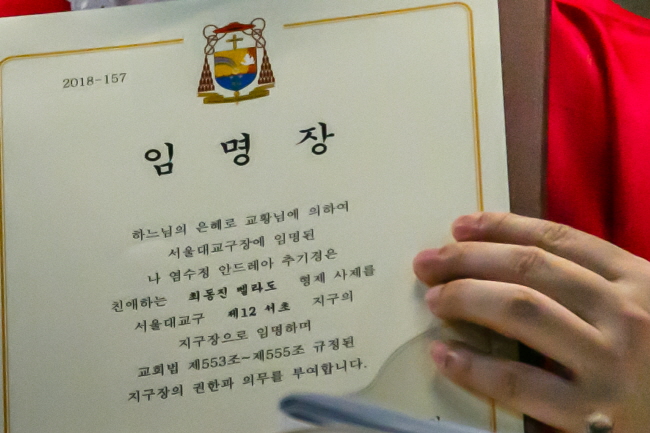 2018-157
임 명 장
하느님의 은혜로 교황님에 의하여
서울대교구장에 임명된
나 염수정 안드레아 추기경은
친애하는 최동진 벨라도 형제 사제를
서울대교구 제12 서초 지구의
지구장으로 임명하며
교회법 제553조~제555조 규정된
지구장의 권한과 의무를 부여합니다.